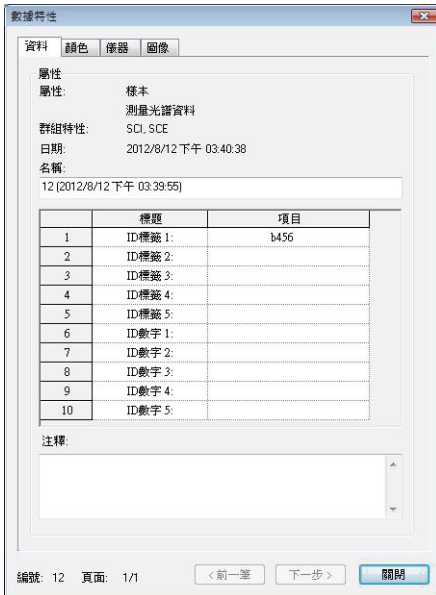 數據特性
資料 顏色 儀器 圖像
屬性
屬性: 樣本
測量光譜資料
群組特性: SCI, SCE
日期: 2012/8/12 下午 03:40:38
名稱:
12 (2012/8/12 下午 03:39:55)
標題 項目
1 ID標籤 1: b456
2 ID標籤 2:
3 ID標籤 3:
4 ID標籤 4:
5 ID標籤 5:
6 ID數字 1:
7 ID數字 2:
8 ID數字 3:
9 ID數字 4:
10 ID數字 5:
注釋:
編號: 12 頁面: 1/1 <前一筆 下一步> 關閉